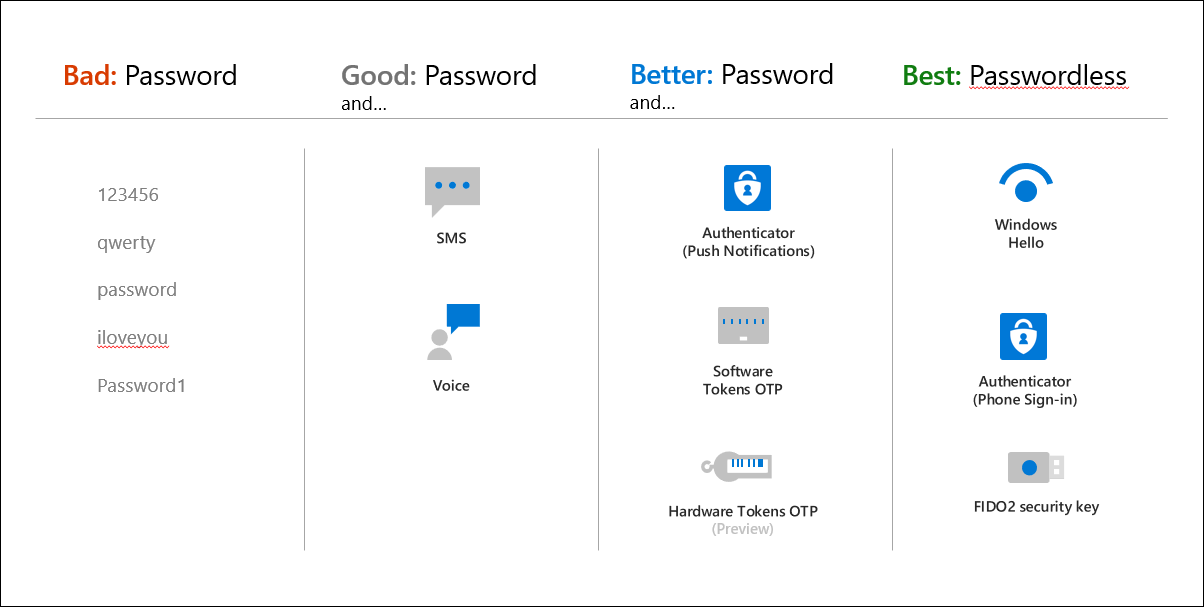 Bad: Password
Good: Password
and...
Better: Password
and...
Best: Passwordless
123456
qwerty
password
iloveyou
Password1
SMS
Voice
Authenticator
(Push Notifications)
Software
Tokens OTP
Hardware Tokens OTP
(Preview)
Windows
Hello
Authenticator
(Phone Sign-in)
FIDO2 security key